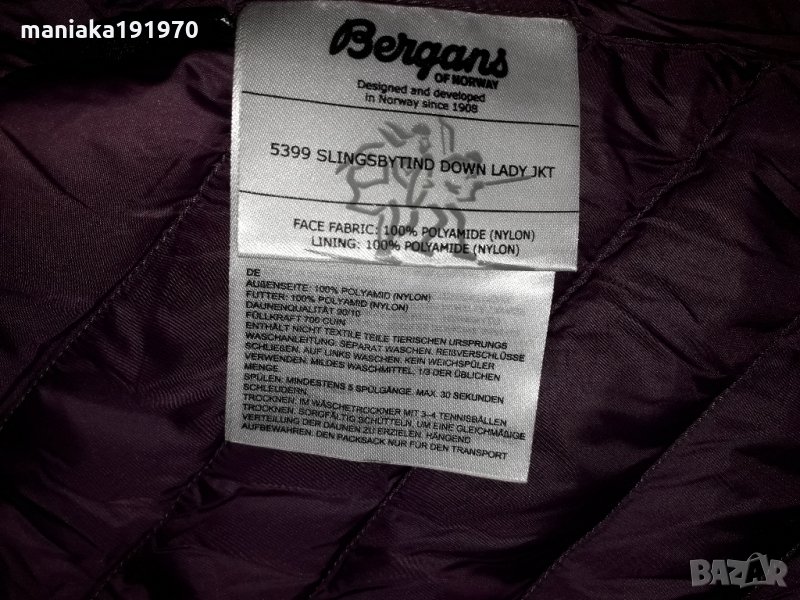 maniaka191970
Bergans
OF NORWAY
Designed and developed
in Norway since 1908
5399 SLINGSBYTIND DOWN LADY JKT
FACE FABRIC: 100% POLYAMIDE (NYLON)
LINING: 100% POLYAMIDE (NYLON)
DE
AUßENSEITE: 100% POLYAMID (NYLON)
FUTTER: 100% POLYAMID (NYLON)
DAUNENQUALITÄT 90/10
FÜLLKRAFT 700 CUIN
ENTHÄLT NICHT TEXTILE TEILE TIERISCHEN URSPRUNGS
WASCHANLEITUNG: SEPARAT WASCHEN. REIßVERSCHLÜSSE
SCHLIEßEN. AUF LINKS WASCHEN. KEIN WEICHSPÜLER
VERWENDEN. MILDES WASCHMITTEL, 1/3 DER ÜBLICHEN
MENGE.
SPÜLEN: MINDESTENS 5 SPÜLGÄNGE. MAX. 30 SEKUNDEN
SCHLEUDERN.
TROCKNEN: IM WÄSCHETROCKNER MIT 3-4 TENNISBÄLLEN
TROCKNEN. SORGFÄLTIG SCHÜTTELN, UM EINE GLEICHMÄßIGE
VERTEILUNG DER DAUNEN ZU ERZIELEN. HÄNGEND
AUFBEWAHREN. DEN PACKSACK NUR FÜR DEN TRANSPORT
BAZAR